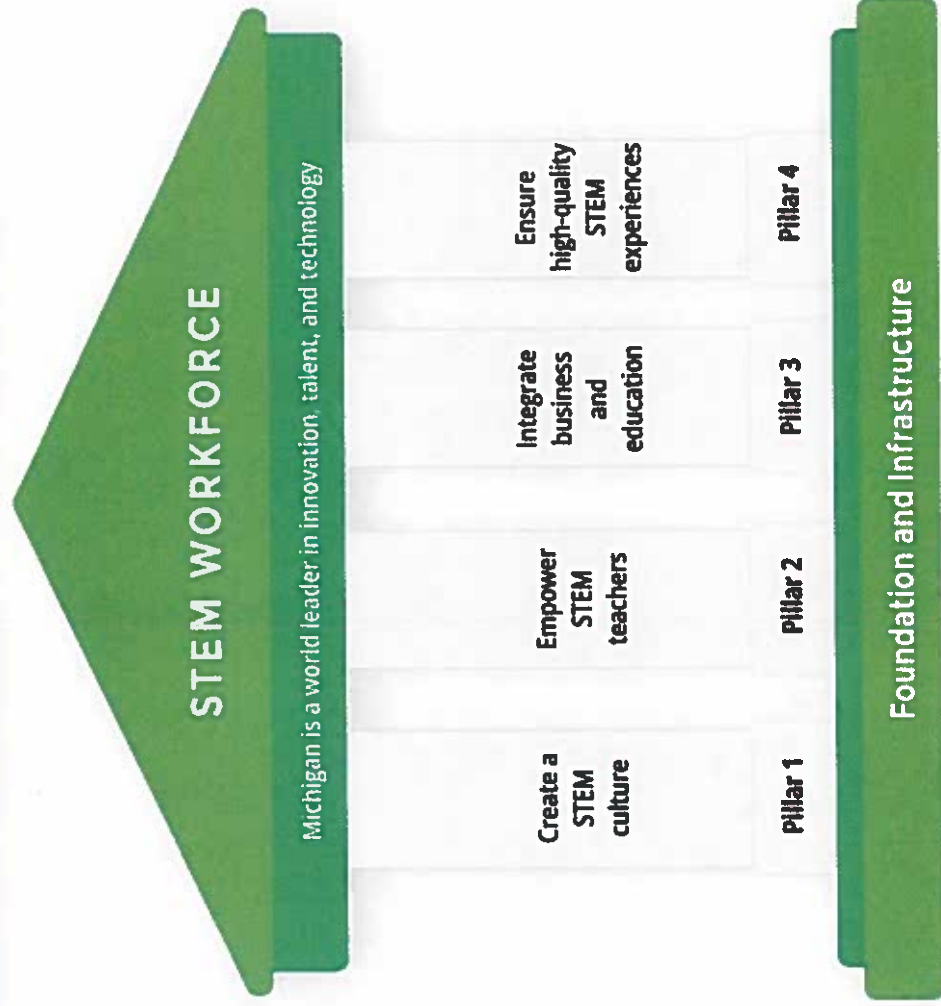 STEM WORKFORCE
Michigan is a world leader in innovation, talent, and technology
Create a
STEM
culture
Pillar 1
Empower
STEM
teachers
Pillar 2
Integrate
business
and
education
Pillar 3
Ensure
high-quality
STEM
experiences
Pillar 4
Foundation and Infrastructure